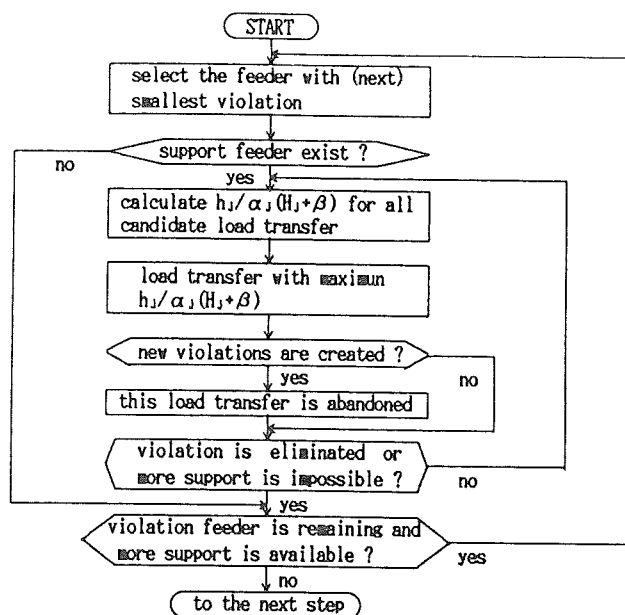 START
select the feeder with (next)
smallest violation
support feeder exist ?
no
yes
calculate hⱼ/αⱼ(Hⱼ+β) for all
candidate load transfer
load transfer with maximun
hⱼ/αⱼ(Hⱼ+β)
new violations are created ?
yes
no
this load transfer is abandoned
violation is eliminated or
more support is impossible ?
no
yes
violation feeder is remaining and
more support is available ?
yes
no
to the next step